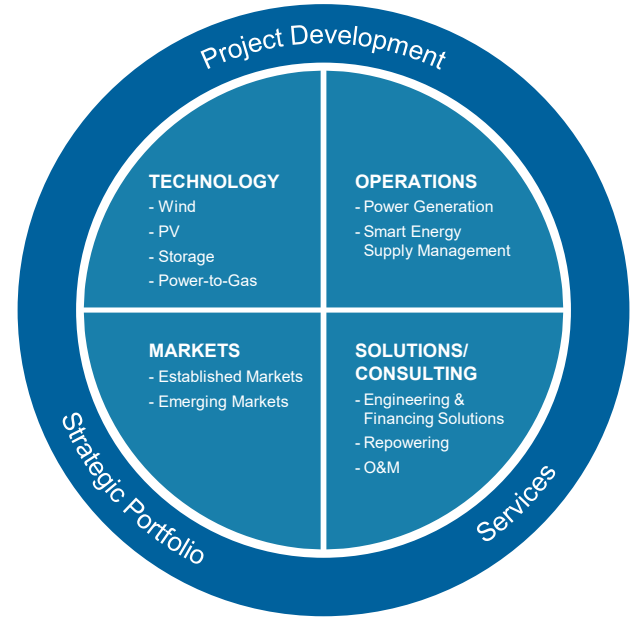 Project Development
TECHNOLOGY
- Wind
- PV
- Storage
- Power-to-Gas
OPERATIONS
- Power Generation
- Smart Energy
Supply Management
MARKETS
- Established Markets
- Emerging Markets
SOLUTIONS/
CONSULTING
- Engineering &
Financing Solutions
- Repowering
- O&M
Strategic Portfolio
Services